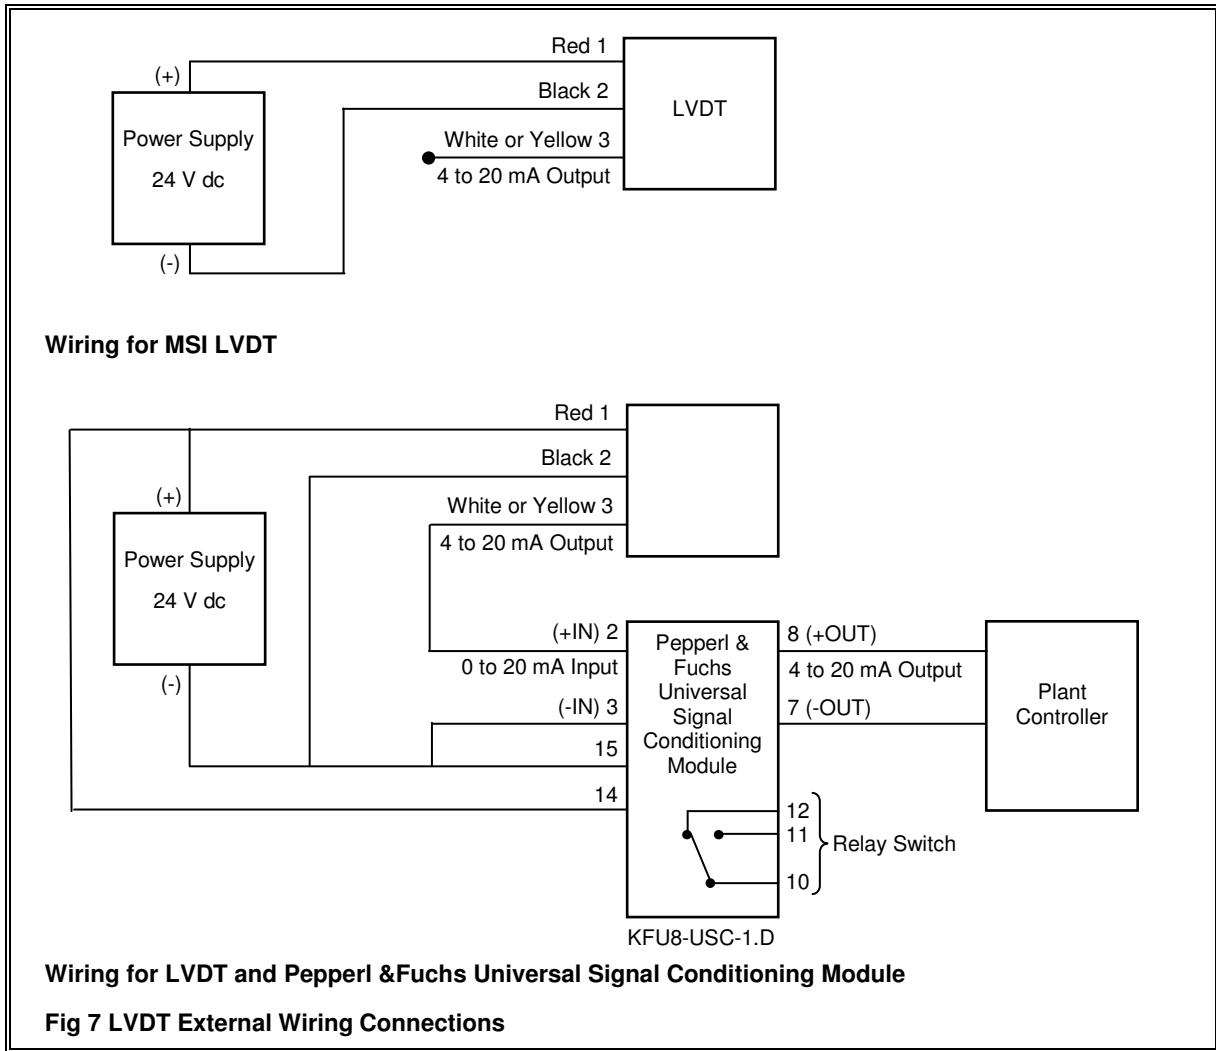 Red 1
(+)
Black 2
LVDT
Power Supply
24 V dc
White or Yellow 3
4 to 20 mA Output
(-)
Wiring for MSI LVDT
Red 1
Black 2
(+)
White or Yellow 3
4 to 20 mA Output
Power Supply
24 V dc
(+IN) 2
0 to 20 mA Input
(-)
(-IN) 3
15
14
Pepperl &
Fuchs
Universal
Signal
Conditioning
Module
8 (+OUT)
4 to 20 mA Output
7 (-OUT)
Plant
Controller
12
11
10
Relay Switch
KFU8-USC-1.D
Wiring for LVDT and Pepperl &Fuchs Universal Signal Conditioning Module
Fig 7 LVDT External Wiring Connections